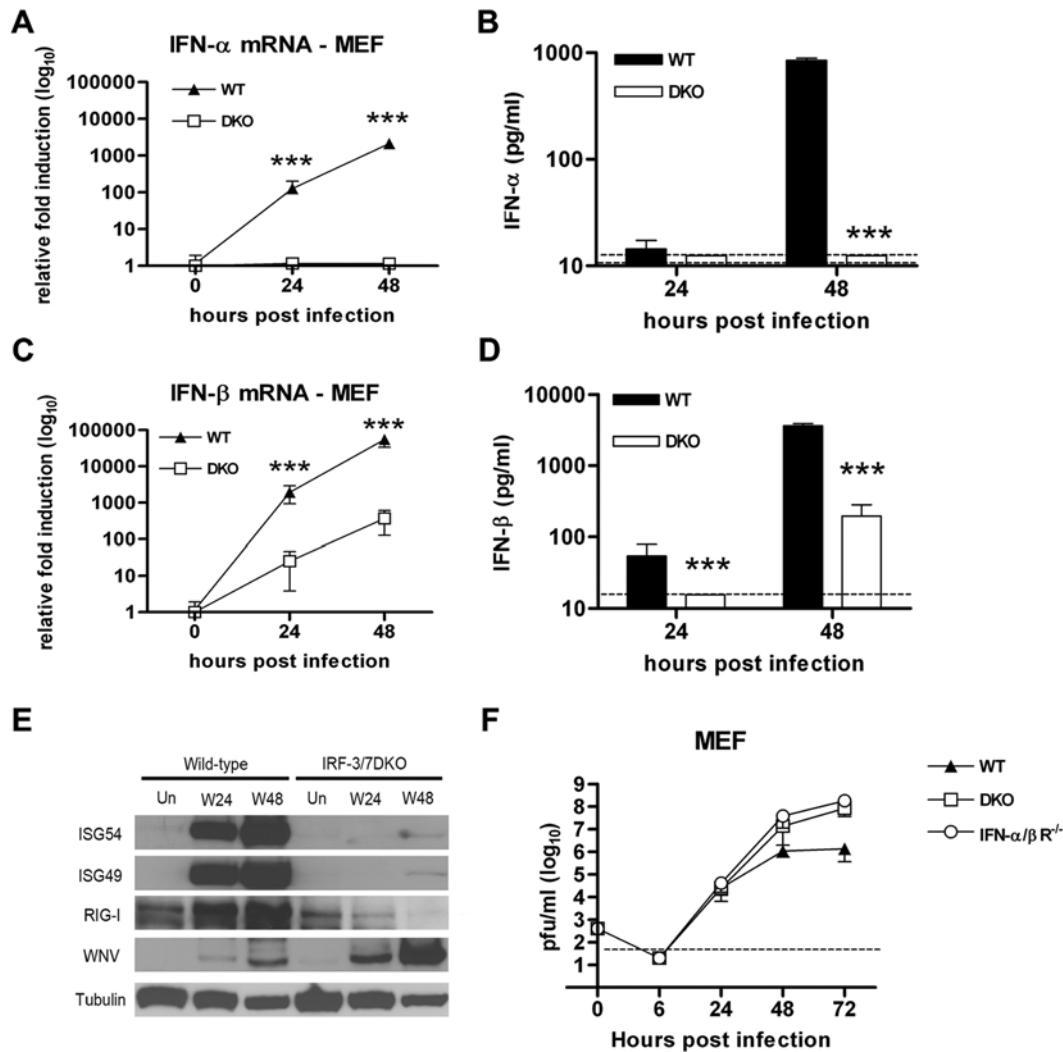 A
IFN-α mRNA - MEF
relative fold induction (log10)
100000
10000
1000
100
10
1
WT
DKO
***
***
0 24 48
hours post infection
B
IFN-α (pg/ml)
1000
100
10
WT
DKO
***
24 48
hours post infection
C
IFN-β mRNA - MEF
relative fold induction (log10)
100000
10000
1000
100
10
1
WT
DKO
***
***
0 24 48
hours post infection
D
IFN-β (pg/ml)
10000
1000
100
10
WT
DKO
***
***
24 48
hours post infection
E
Wild-type IRF-3/7DKO
Un W24 W48 Un W24 W48
ISG54
ISG49
RIG-I
WNV
Tubulin
F
MEF
pfu/ml (log10)
9
8
7
6
5
4
3
2
1
0 6 24 48 72
Hours post infection
WT
DKO
IFN-α/β R-/-